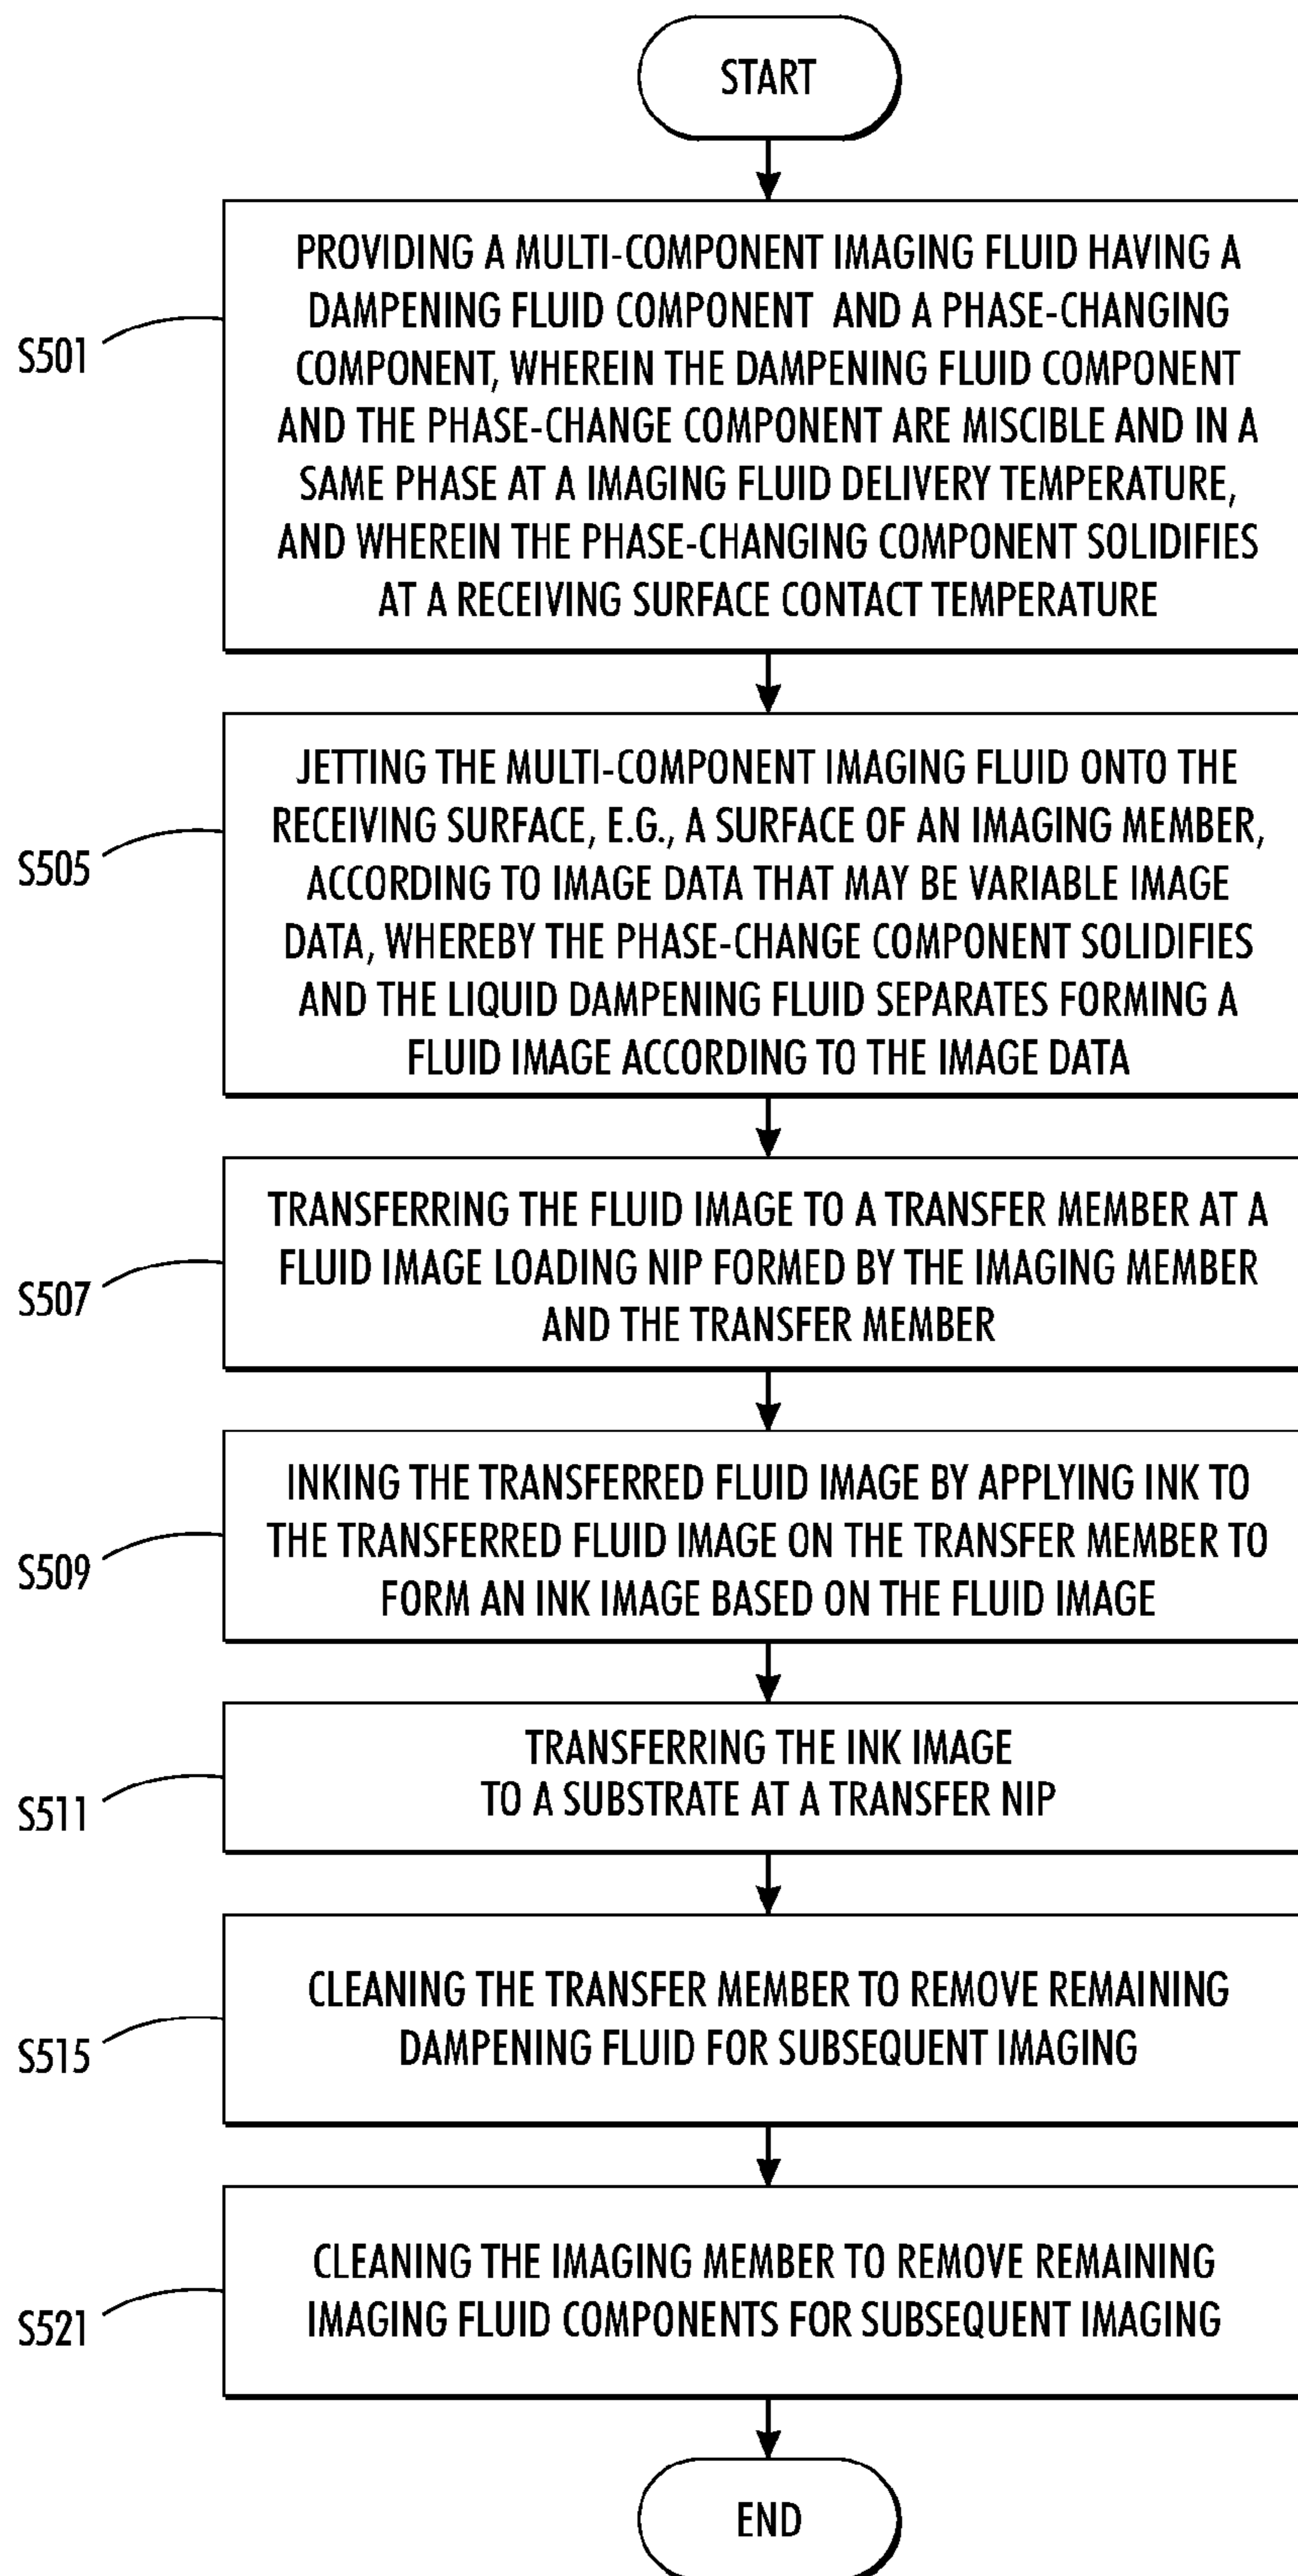 START
S501
PROVIDING A MULTI-COMPONENT IMAGING FLUID HAVING A
DAMPENING FLUID COMPONENT AND A PHASE-CHANGING
COMPONENT, WHEREIN THE DAMPENING FLUID COMPONENT
AND THE PHASE-CHANGE COMPONENT ARE MISCIBLE AND IN A
SAME PHASE AT A IMAGING FLUID DELIVERY TEMPERATURE,
AND WHEREIN THE PHASE-CHANGING COMPONENT SOLIDIFIES
AT A RECEIVING SURFACE CONTACT TEMPERATURE
S505
JETTING THE MULTI-COMPONENT IMAGING FLUID ONTO THE
RECEIVING SURFACE, E.G., A SURFACE OF AN IMAGING MEMBER,
ACCORDING TO IMAGE DATA THAT MAY BE VARIABLE IMAGE
DATA, WHEREBY THE PHASE-CHANGE COMPONENT SOLIDIFIES
AND THE LIQUID DAMPENING FLUID SEPARATES FORMING A
FLUID IMAGE ACCORDING TO THE IMAGE DATA
S507
TRANSFERRING THE FLUID IMAGE TO A TRANSFER MEMBER AT A
FLUID IMAGE LOADING NIP FORMED BY THE IMAGING MEMBER
AND THE TRANSFER MEMBER
S509
INKING THE TRANSFERRED FLUID IMAGE BY APPLYING INK TO
THE TRANSFERRED FLUID IMAGE ON THE TRANSFER MEMBER TO
FORM AN INK IMAGE BASED ON THE FLUID IMAGE
S511
TRANSFERRING THE INK IMAGE
TO A SUBSTRATE AT A TRANSFER NIP
S515
CLEANING THE TRANSFER MEMBER TO REMOVE REMAINING
DAMPENING FLUID FOR SUBSEQUENT IMAGING
S521
CLEANING THE IMAGING MEMBER TO REMOVE REMAINING
IMAGING FLUID COMPONENTS FOR SUBSEQUENT IMAGING
END